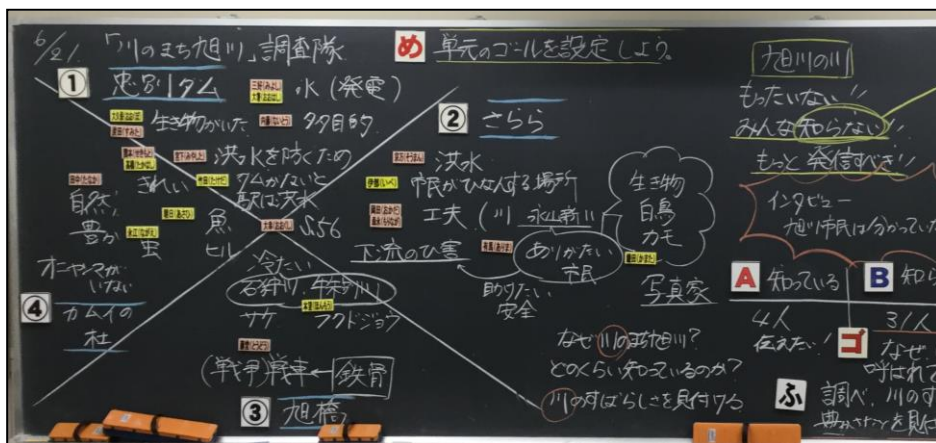 6/21
「川のまち旭川」調査隊
め 単元のゴールを設定しよう。
①
忠別ダム
水(発電)
生き物がいた
多目的
洪水を防ぐため
ダムがないと
駅は洪水
きれい
自然
豊か
虫
魚
ヒル
S56
②
さらら
洪水
市民がひなんする場所
工夫(川 永山新川
下流のひ害
ありがたい
市民
助けたい
安全
生き物
白鳥
カモ
写真家
④
オニヤンマが
いない
カムイの
杜
冷たい
石狩川、牛朱別川
サケ
フクドジョウ
(戦争)戦車←鉄骨
③
旭橋
なぜ川のまち旭川?
どのくらい知っているのか?
川のすばらしさを見付ける
旭川の川
もったいない!!
みんな知らない!!
もっと発信すべき!!
インタビュー
旭川市民は分かっていた
A 知っている
B 知ら
4人
伝えたい!
31人
ゴ
なぜ、
呼ばれて
ふ
調べ、川のす
豊かさなどを見付